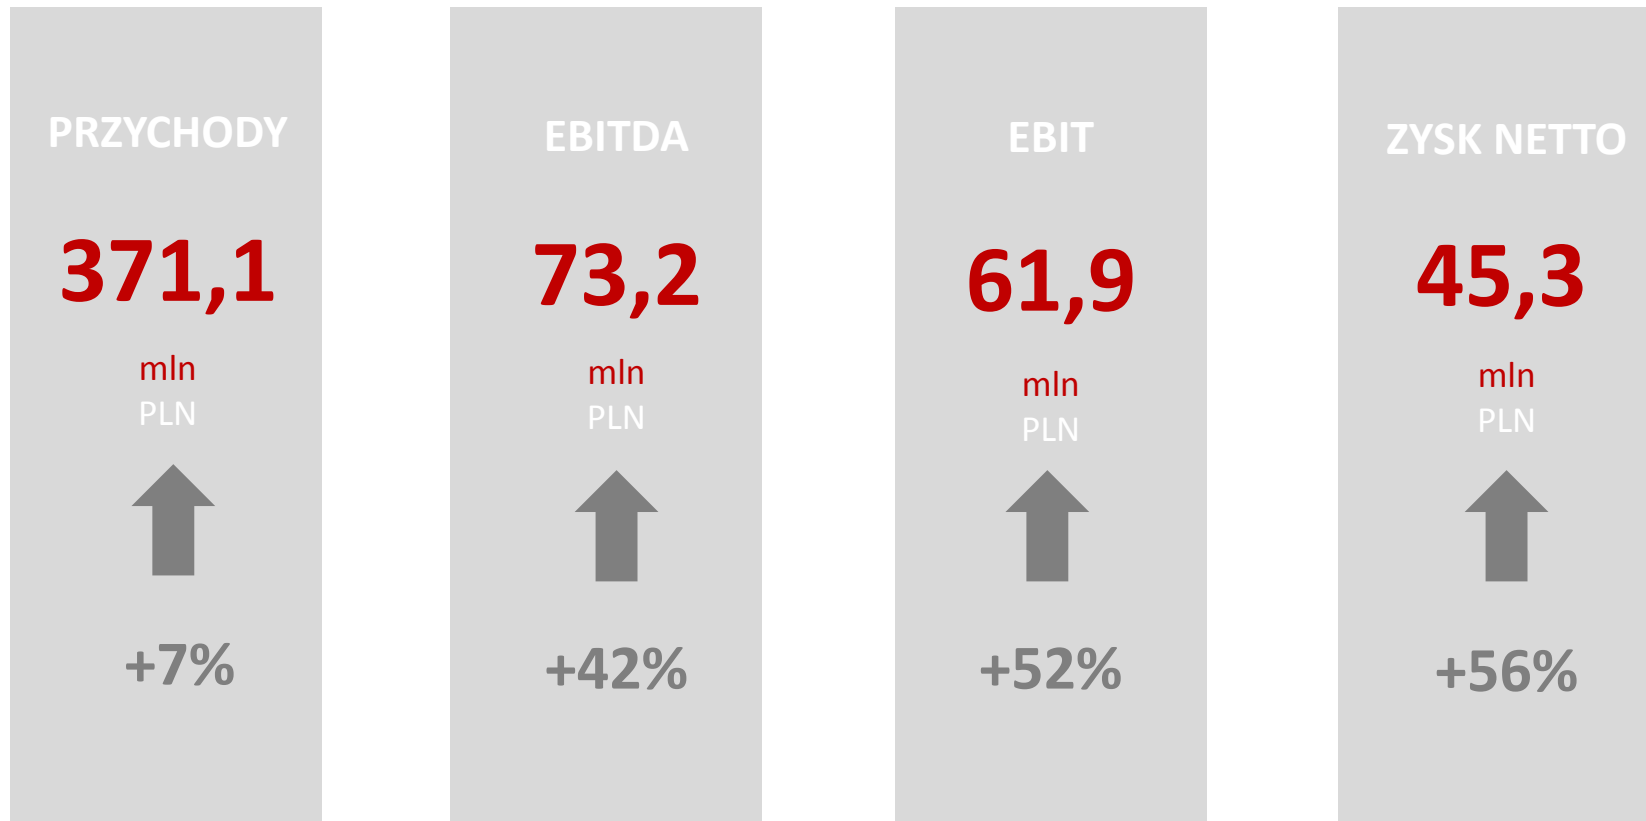 PRZYCHODY
371,1
mln
PLN
+7%
EBITDA
73,2
mln
PLN
+42%
EBIT
61,9
mln
PLN
+52%
ZYSK NETTO
45,3
mln
PLN
+56%